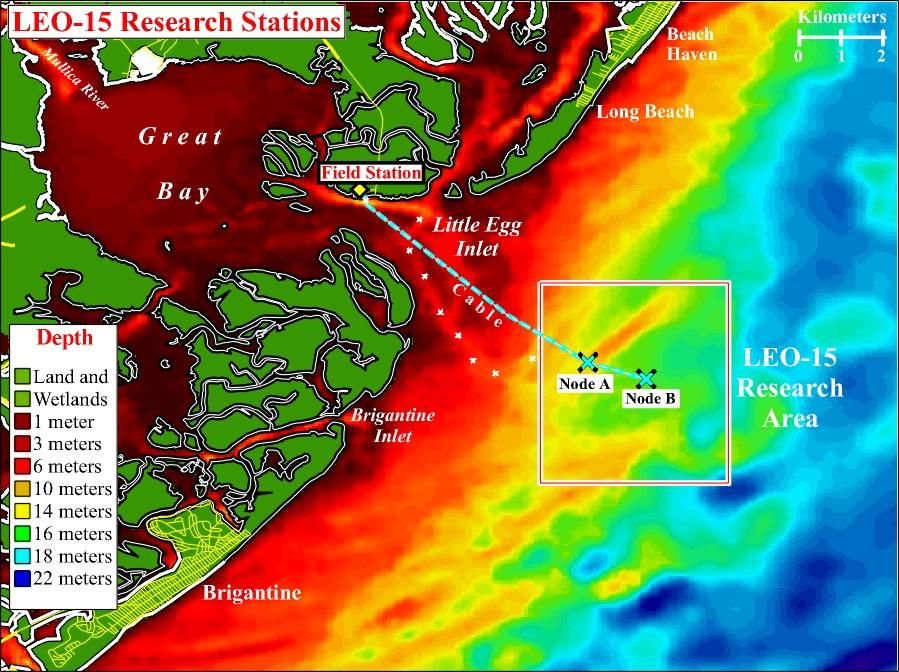 LEO-15 Research Stations
Kilometers
0 1 2
Beach
Haven
Long Beach
Mullica River
Great
Bay
Field Station
Little Egg
Inlet
Cable
Depth
Land and
Wetlands
1 meter
3 meters
6 meters
10 meters
14 meters
16 meters
18 meters
22 meters
Node A
Node B
LEO-15
Research
Area
Brigantine
Inlet
Brigantine